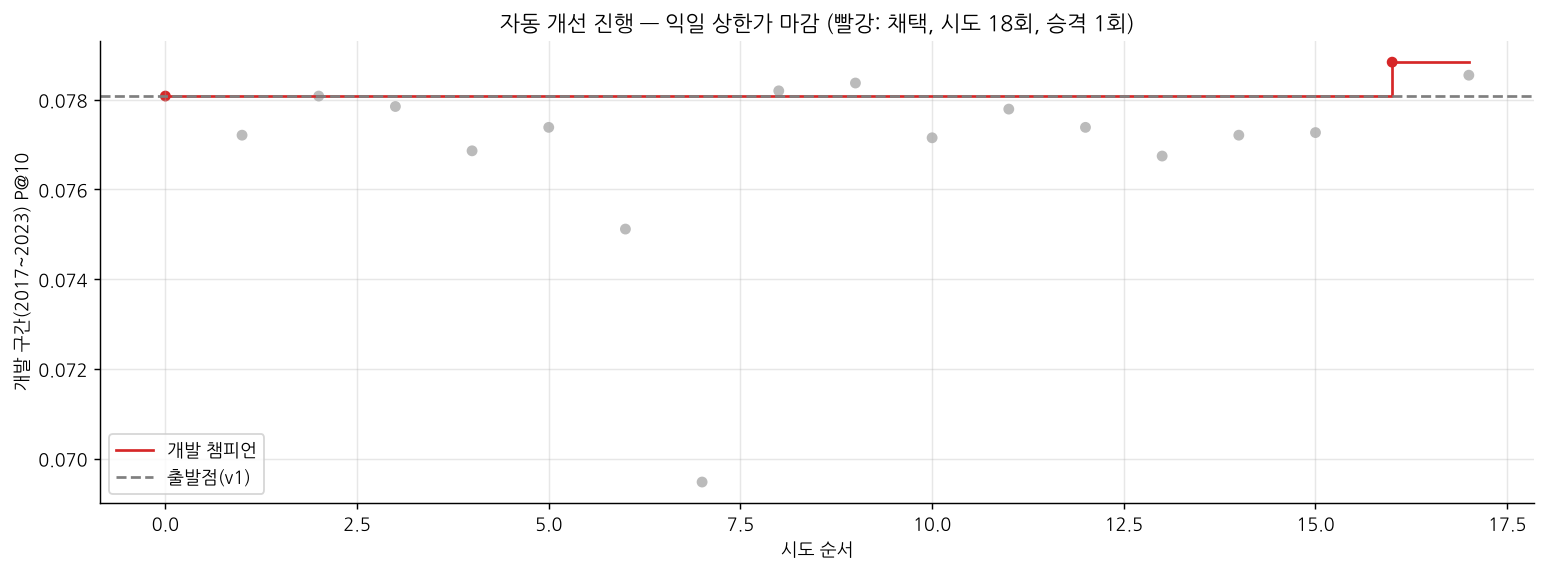 자동 개선 진행 — 익일 상한가 마감 (빨강: 채택, 시도 18회, 승격 1회)
개발 구간(2017~2023) P@10
0.078
0.076
0.074
0.072
0.070
개발 챔피언
출발점(v1)
0.0 2.5 5.0 7.5 10.0 12.5 15.0 17.5
시도 순서